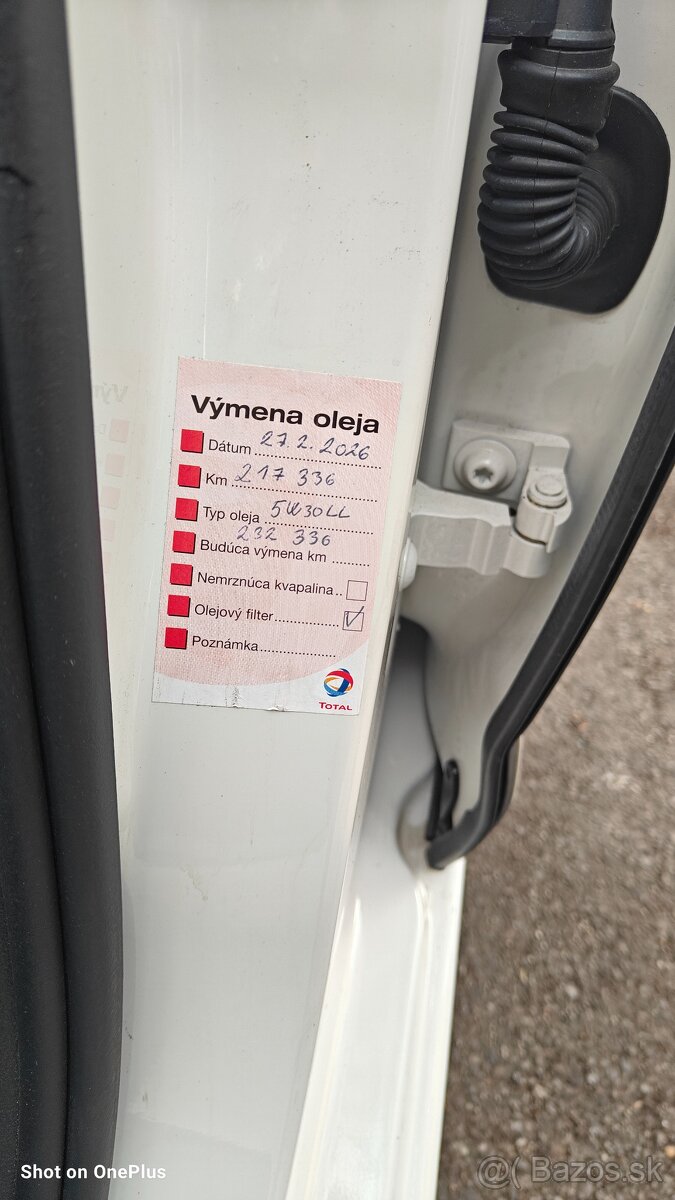 Výmena oleja
Dátum 27.2.2026
Km 217 336
Typ oleja 5W30LL
232 336
Budúca výmena km
Nemrznúca kvapalina
Olejový filter
Poznámka
TOTAL
Shot on OnePlus
@( Bazos.sk